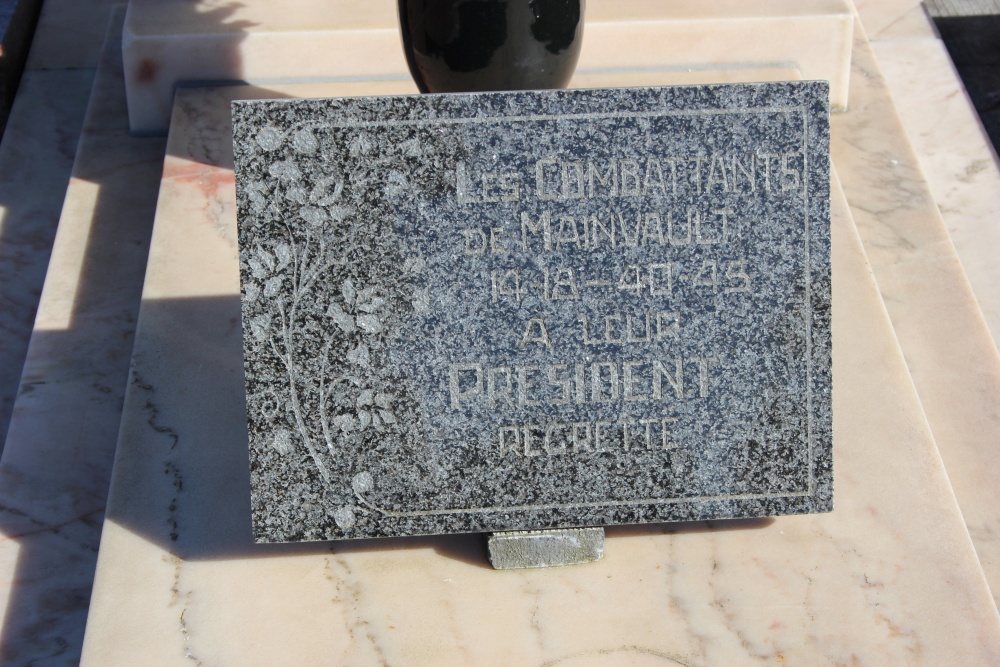 LES COMBATTANTS
DE MAINVAULT
14-18-40-45
A LEUR
PRESIDENT
REGRETTE